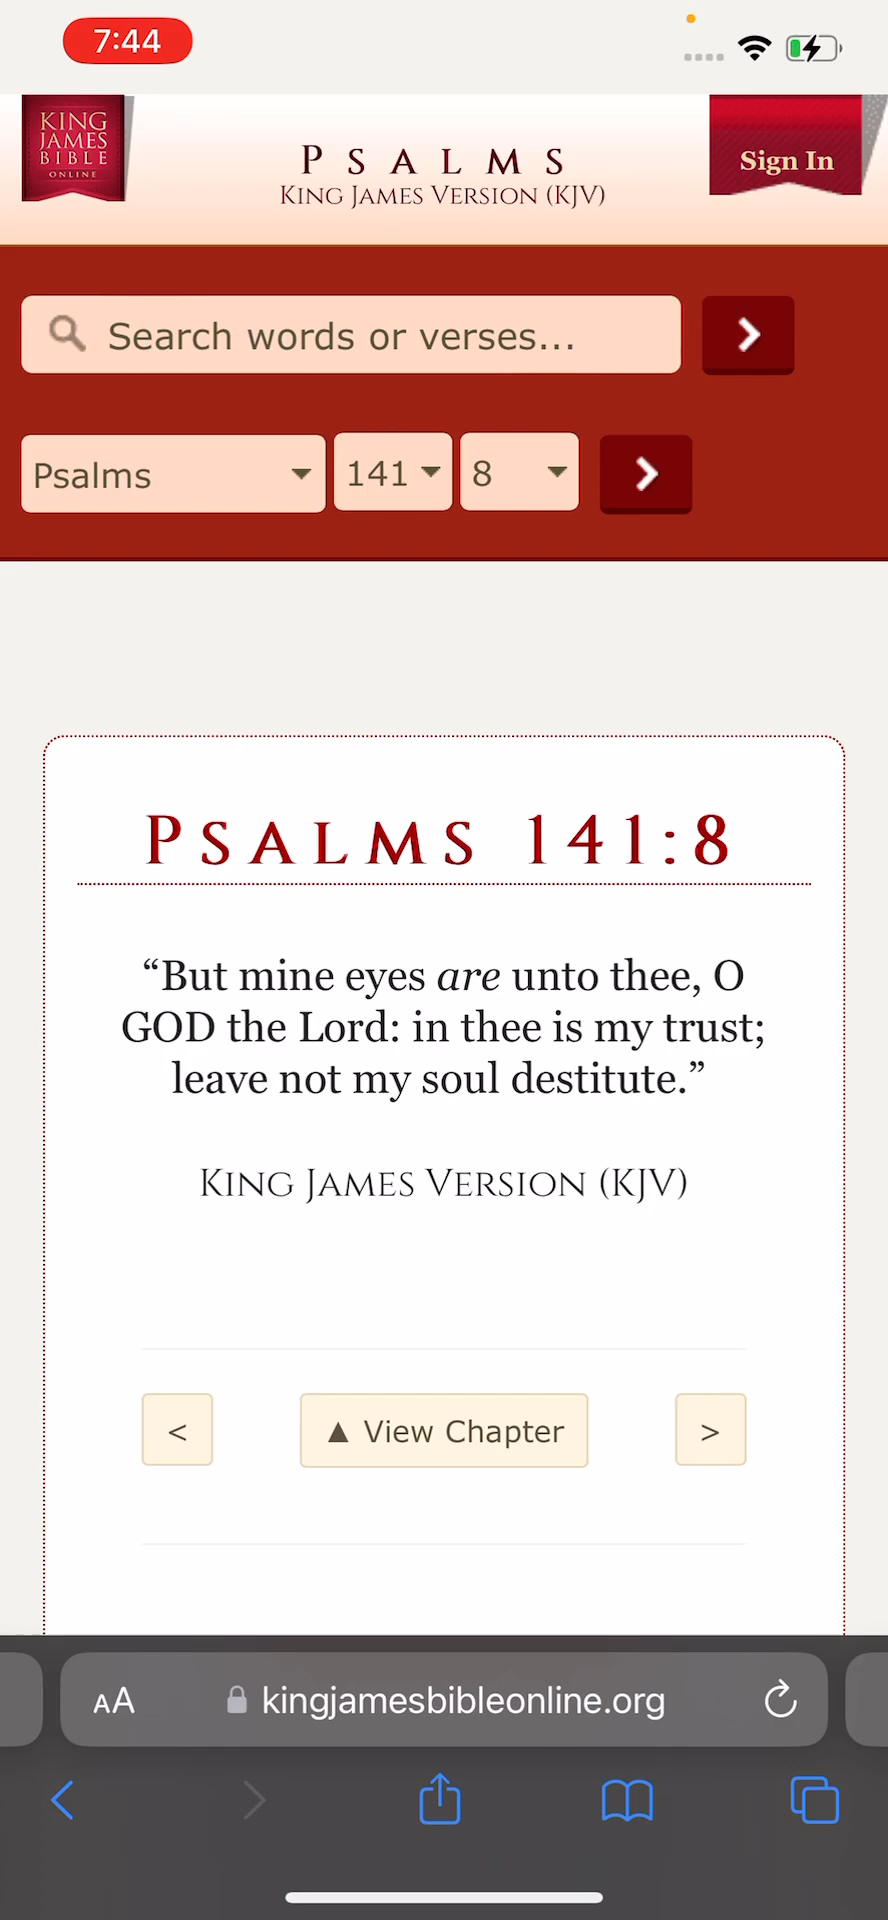 7:44
KING
JAMES
BIBLE
ONLINE
PSALMS
KING JAMES VERSION (KJV)
Sign In
Search words or verses...
Psalms
141
8
PSALMS 141:8
“But mine eyes are unto thee, O
GOD the Lord: in thee is my trust;
leave not my soul destitute.”
KING JAMES VERSION (KJV)
<
▲ View Chapter
>
AA
kingjamesbibleonline.org